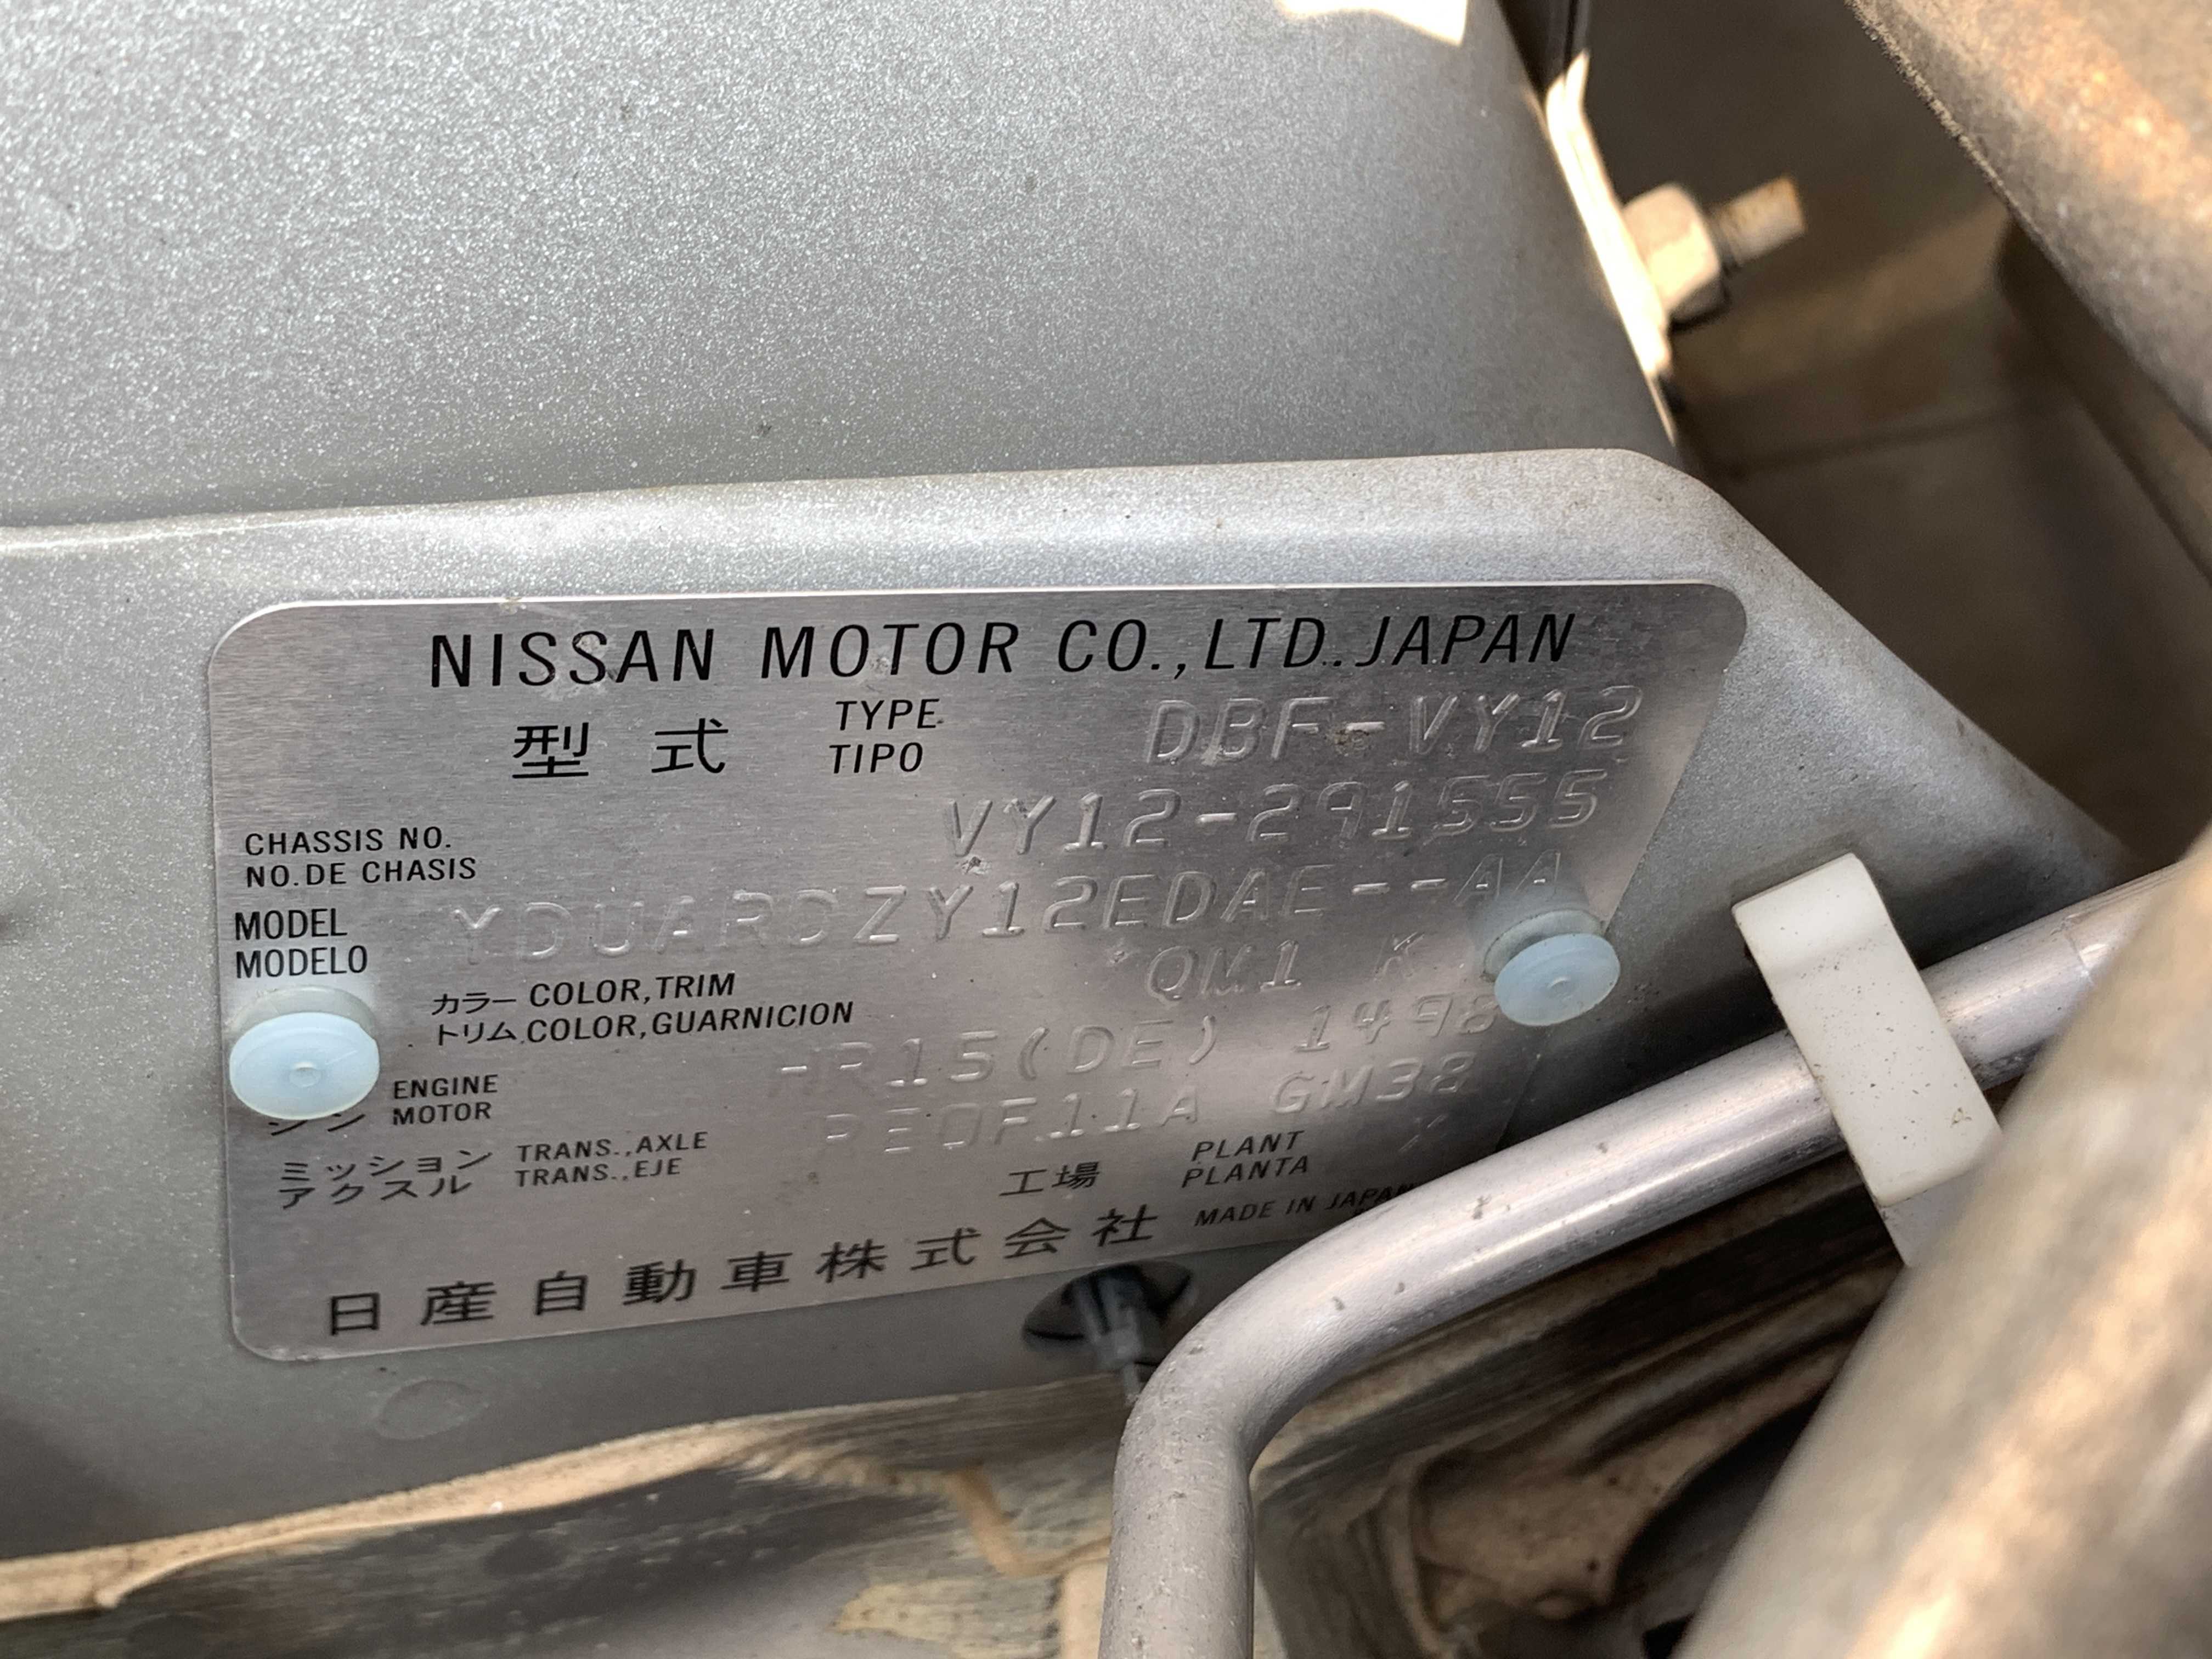 NISSAN MOTOR CO.,LTD.JAPAN
型式 TYPE DBF-VY12
TIPO
CHASSIS NO. VY12-291555
NO.DE CHASIS
MODEL YDUARDZY12EDAE--AA
MODELO
カラー COLOR,TRIM QM1 K
トリム COLOR,GUARNICION
ENGINE HR15(DE) 1498
MOTOR
ミッション TRANS.,AXLE RE0F11A GM38
アクスル TRANS.,EJE
工場 PLANT
PLANTA
日産自動車株式会社 MADE IN JAPAN